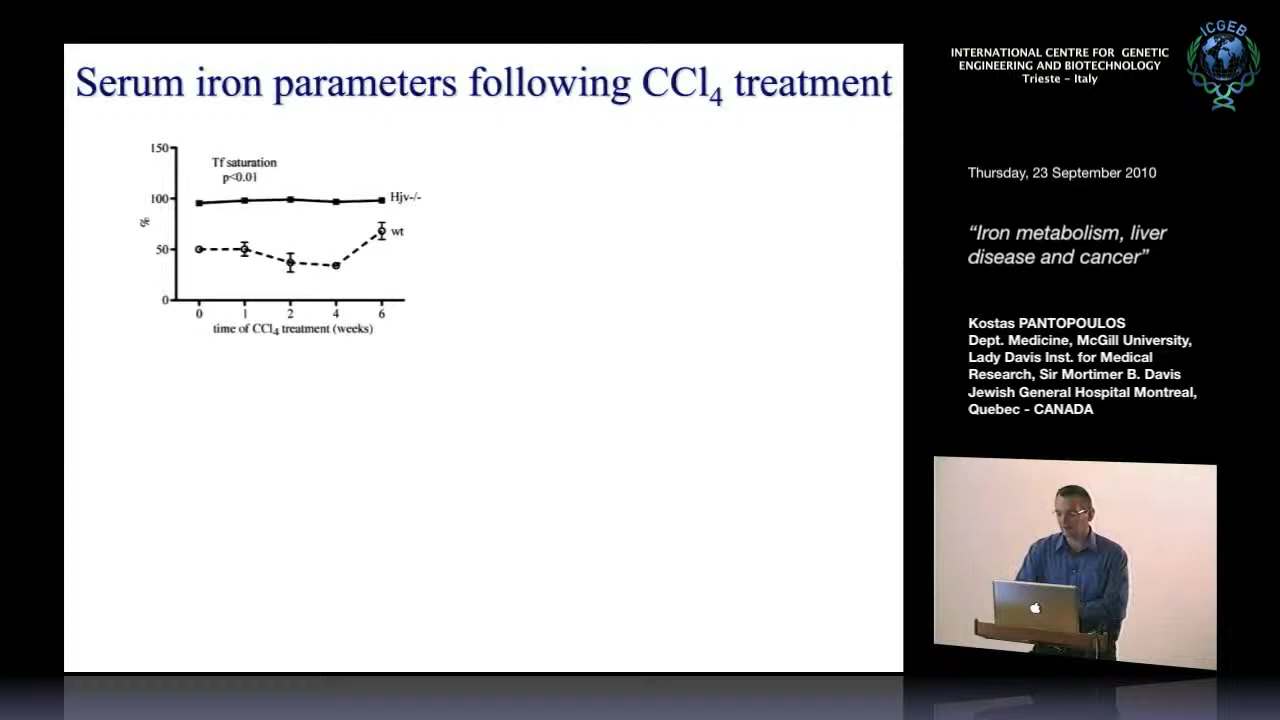 Serum iron parameters following CCl4 treatment
150
Tf saturation
p<0.01
100
Hjv-/-
%
wt
50
0
0 1 2 4 6
time of CCl4 treatment (weeks)
INTERNATIONAL CENTRE FOR GENETIC
ENGINEERING AND BIOTECHNOLOGY
Trieste - Italy
ICGEB
Thursday, 23 September 2010
“Iron metabolism, liver
disease and cancer”
Kostas PANTOPOULOS
Dept. Medicine, McGill University,
Lady Davis Inst. for Medical
Research, Sir Mortimer B. Davis
Jewish General Hospital Montreal,
Quebec - CANADA